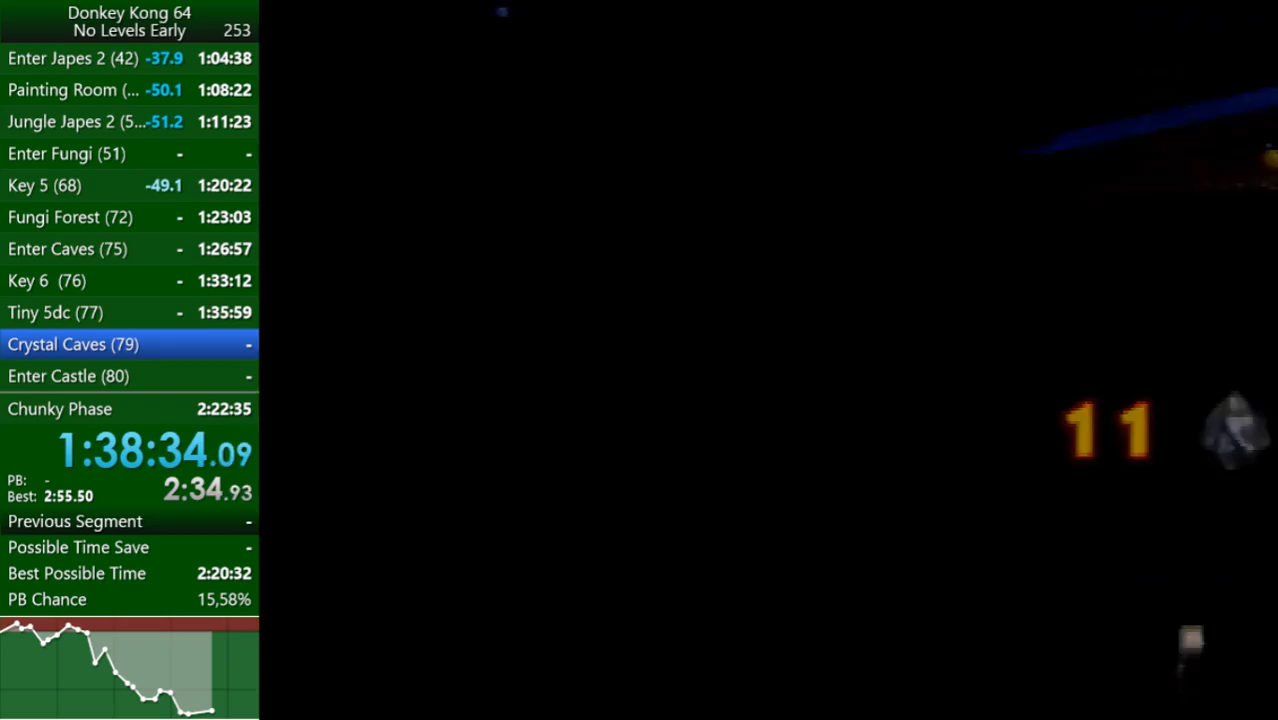 Donkey Kong 64
No Levels Early 253
Enter Japes 2 (42) -37.9 1:04:38
Painting Room (... -50.1 1:08:22
Jungle Japes 2 (5... -51.2 1:11:23
Enter Fungi (51) - -
Key 5 (68) -49.1 1:20:22
Fungi Forest (72) - 1:23:03
Enter Caves (75) - 1:26:57
Key 6 (76) - 1:33:12
Tiny 5dc (77) - 1:35:59
Crystal Caves (79) -
Enter Castle (80) -
Chunky Phase 2:22:35
1:38:34.09
PB: -
Best: 2:55.50 2:34.93
Previous Segment -
Possible Time Save -
Best Possible Time 2:20:32
PB Chance 15,58%
11